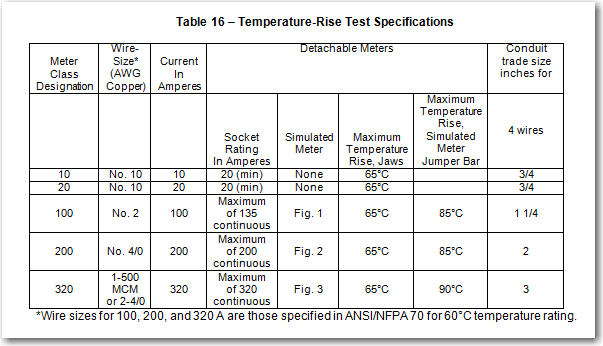 Table 16 – Temperature-Rise Test Specifications
Meter Class Designation
Wire-Size* (AWG Copper)
Current In Amperes
Detachable Meters
Conduit trade size inches for
Socket Rating In Amperes
Simulated Meter
Maximum Temperature Rise, Jaws
Maximum Temperature Rise, Simulated Meter Jumper Bar
4 wires
10 No. 10 10 20 (min) None 65°C 3/4
20 No. 10 20 20 (min) None 65°C 3/4
100 No. 2 100 Maximum of 135 continuous Fig. 1 65°C 85°C 1 1/4
200 No. 4/0 200 Maximum of 200 continuous Fig. 2 65°C 85°C 2
320 1-500 MCM or 2-4/0 320 Maximum of 320 continuous Fig. 3 65°C 90°C 3
*Wire sizes for 100, 200, and 320 A are those specified in ANSI/NFPA 70 for 60°C temperature rating.